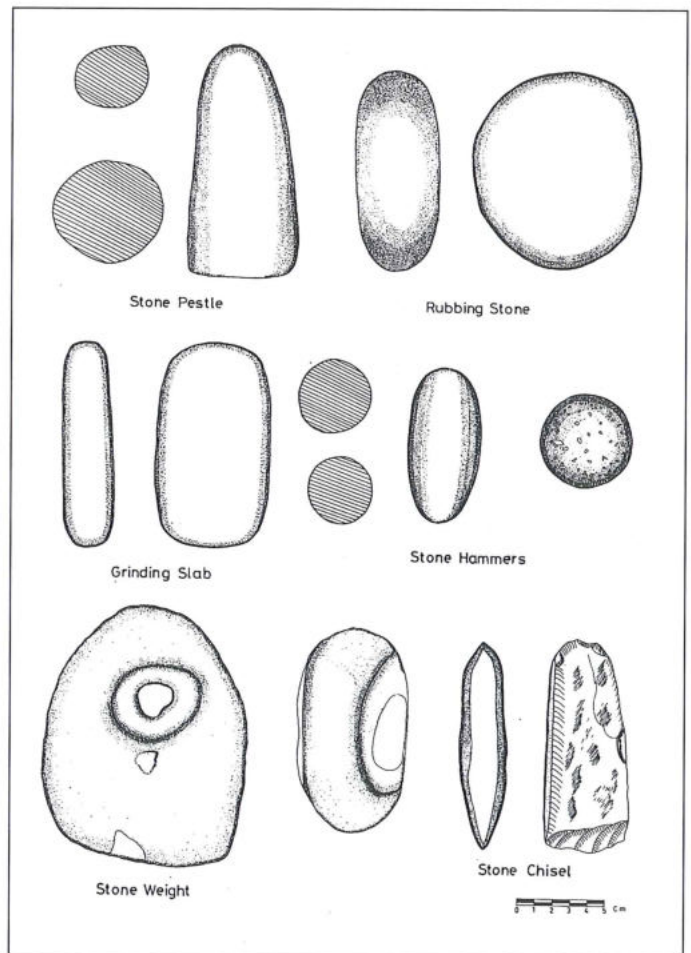 Stone Pestle
Rubbing Stone
Grinding Slab
Stone Hammers
Stone Weight
Stone Chisel
0 1 2 3 4 5 Cm